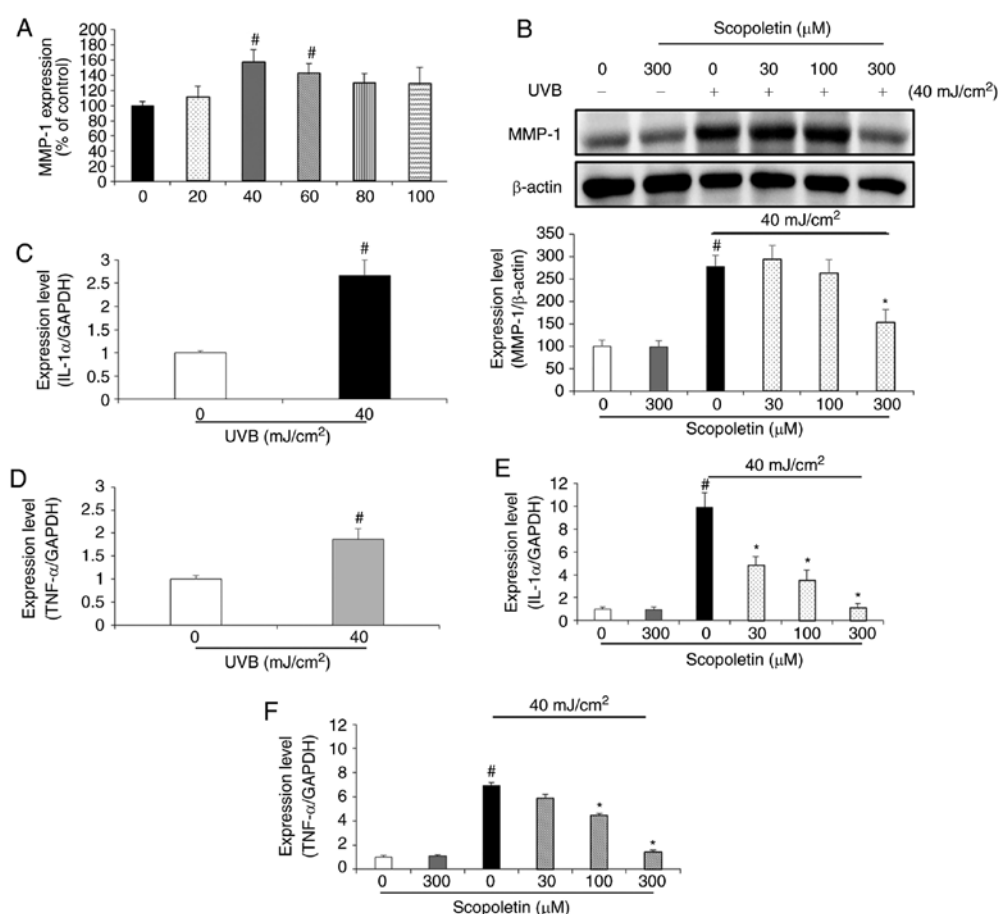 A
MMP-1 expression
(% of control)
200
180
160
140
120
100
80
60
40
20
0
# #
0 20 40 60 80 100
B
Scopoletin (μM)
0 300 0 30 100 300
UVB − − + + + + (40 mJ/cm²)
MMP-1
β-actin
40 mJ/cm²
Expression level
(MMP-1/β-actin)
350
300
250
200
150
100
50
0
#
*
0 300 0 30 100 300
Scopoletin (μM)
C
Expression level
(IL-1α/GAPDH)
3
2.5
2
1.5
1
0.5
0
#
0 40
UVB (mJ/cm²)
D
Expression level
(TNF-α/GAPDH)
3
2.5
2
1.5
1
0.5
0
#
0 40
UVB (mJ/cm²)
E
40 mJ/cm²
Expression level
(IL-1α/GAPDH)
12
10
8
6
4
2
0
#
* * *
0 300 0 30 100 300
Scopoletin (μM)
F
40 mJ/cm²
Expression level
(TNF-α/GAPDH)
12
10
8
6
4
2
0
#
* *
0 300 0 30 100 300
Scopoletin (μM)